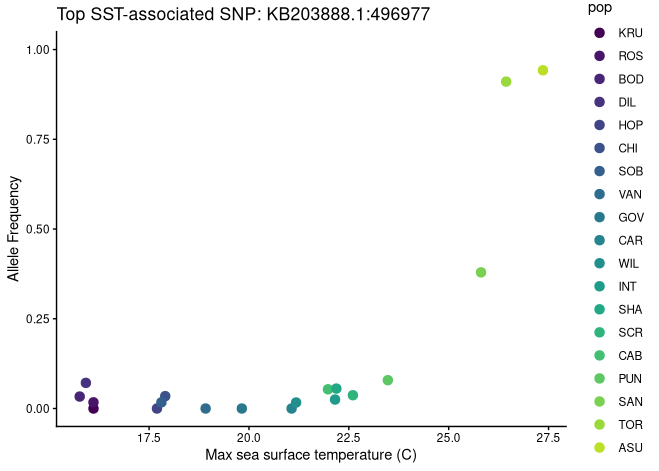 Top SST-associated SNP: KB203888.1:496977
pop
KRU
ROS
BOD
DIL
HOP
CHI
SOB
VAN
GOV
CAR
WIL
INT
SHA
SCR
CAB
PUN
SAN
TOR
ASU
Allele Frequency
1.00
0.75
0.50
0.25
0.00
17.5 20.0 22.5 25.0 27.5
Max sea surface temperature (C)